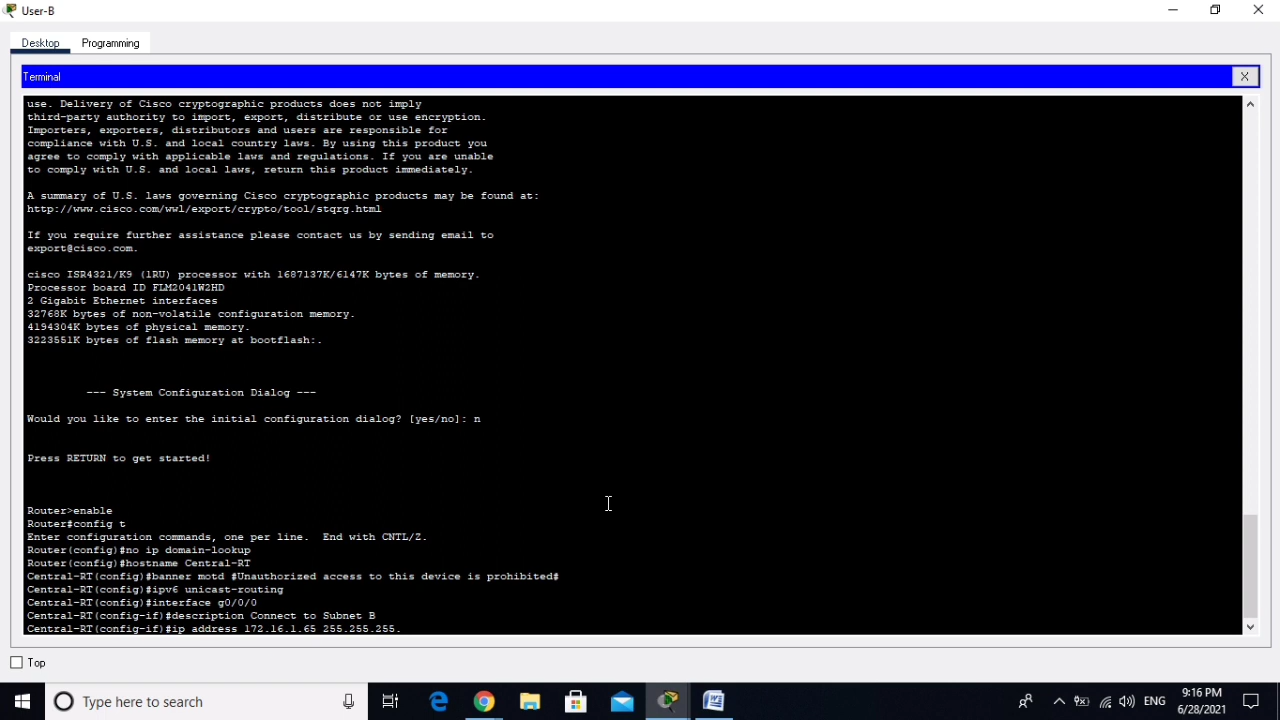 User-B
Desktop Programming
Terminal X
use. Delivery of Cisco cryptographic products does not imply
third-party authority to import, export, distribute or use encryption.
Importers, exporters, distributors and users are responsible for
compliance with U.S. and local country laws. By using this product you
agree to comply with applicable laws and regulations. If you are unable
to comply with U.S. and local laws, return this product immediately.
A summary of U.S. laws governing Cisco cryptographic products may be found at:
http://www.cisco.com/wwl/export/crypto/tool/stqrg.html
If you require further assistance please contact us by sending email to
export@cisco.com.
cisco ISR4321/K9 (1RU) processor with 1687137K/6147K bytes of memory.
Processor board ID FLM2041W2HD
2 Gigabit Ethernet interfaces
32768K bytes of non-volatile configuration memory.
4194304K bytes of physical memory.
3223551K bytes of flash memory at bootflash:.
--- System Configuration Dialog ---
Would you like to enter the initial configuration dialog? [yes/no]: n
Press RETURN to get started!
Router>enable
Router#config t
Enter configuration commands, one per line. End with CNTL/Z.
Router(config)#no ip domain-lookup
Router(config)#hostname Central-RT
Central-RT(config)#banner motd #Unauthorized access to this device is prohibited#
Central-RT(config)#ipv6 unicast-routing
Central-RT(config)#interface g0/0/0
Central-RT(config-if)#description Connect to Subnet B
Central-RT(config-if)#ip address 172.16.1.65 255.255.255.
Top
Type here to search
ENG
9:16 PM
6/28/2021